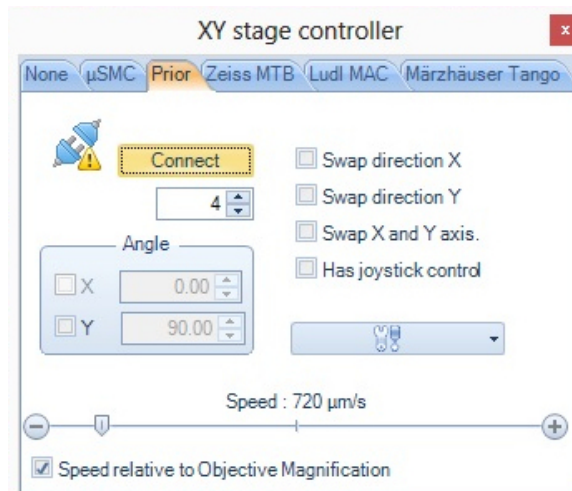 XY stage controller
x
None µSMC Prior Zeiss MTB Ludl MAC Märzhäuser Tango
Connect
4
Swap direction X
Swap direction Y
Swap X and Y axis.
Has joystick control
Angle
X 0.00
Y 90.00
Speed : 720 µm/s
Speed relative to Objective Magnification